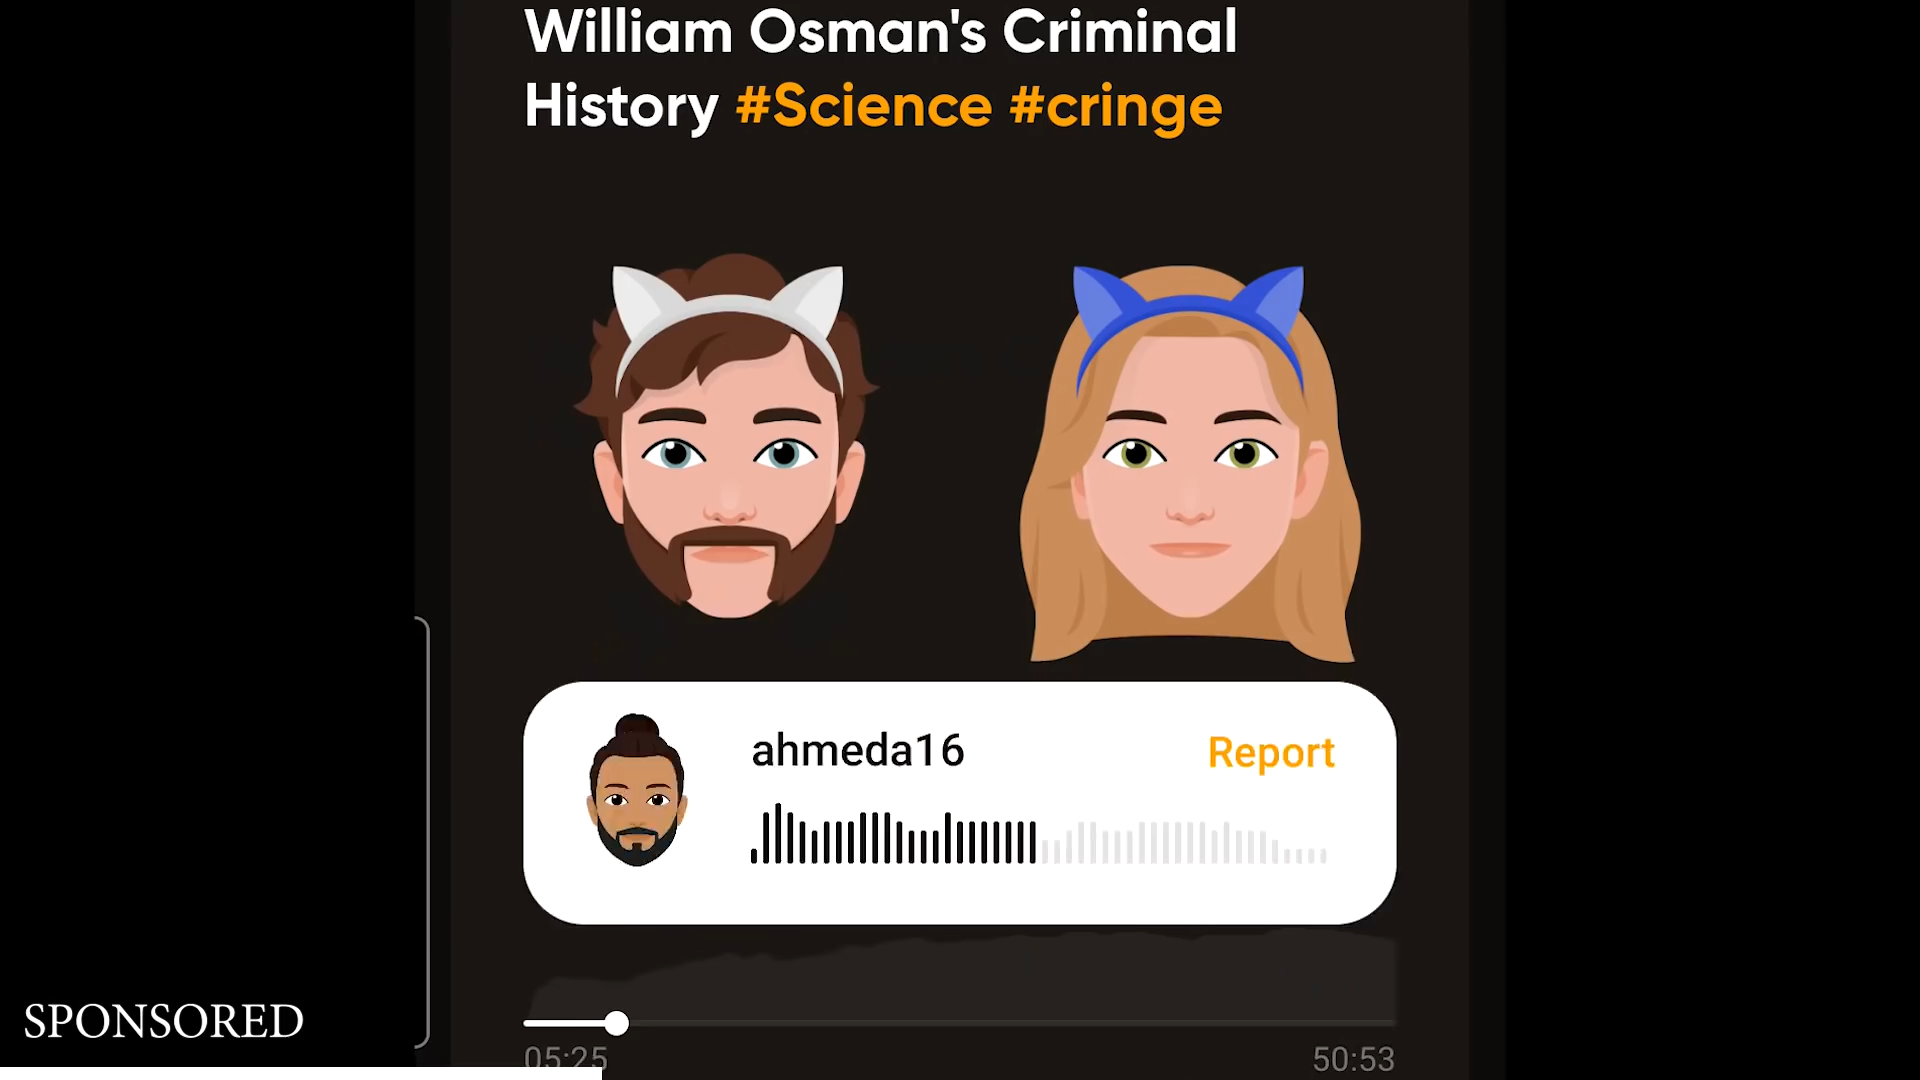 William Osman's Criminal
History #Science #cringe
ahmeda16
Report
SPONSORED
05:25
50:53